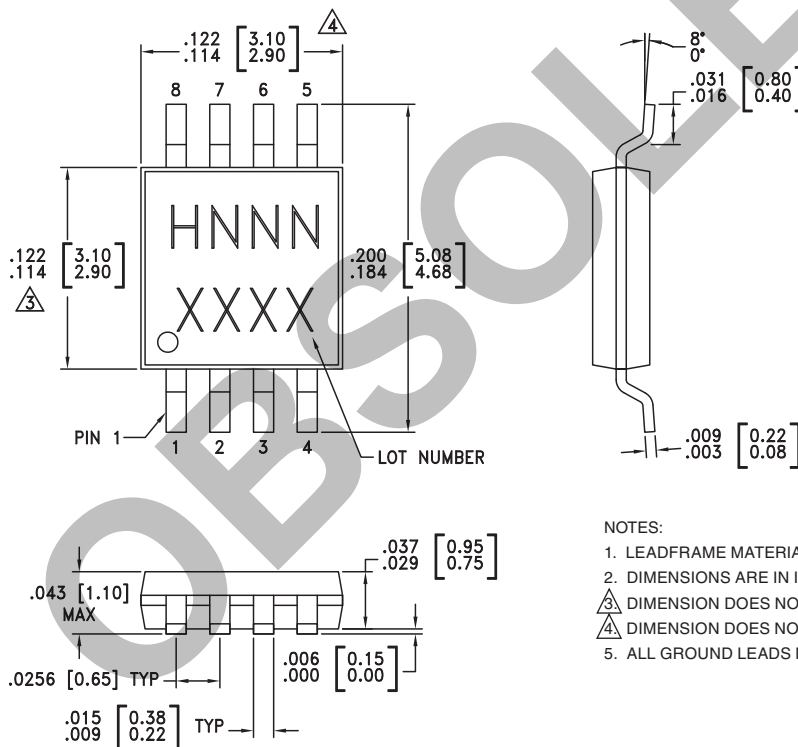 4
.122 [3.10]
.114 [2.90]
8°
0°
.031 [0.80]
.016 [0.40]
8 7 6 5
HNNN
XXXX
.122 [3.10]
.114 [2.90]
3
.200 [5.08]
.184 [4.68]
PIN 1
1 2 3 4
LOT NUMBER
.009 [0.22]
.003 [0.08]
.037 [0.95]
.029 [0.75]
.043 [1.10]
MAX
.0256 [0.65] TYP
.006 [0.15]
.000 [0.00]
.015 [0.38]
.009 [0.22]
TYP
NOTES:
1. LEADFRAME MATERIA
2. DIMENSIONS ARE IN I
3. DIMENSION DOES NO
4. DIMENSION DOES NO
5. ALL GROUND LEADS
OBSOLE